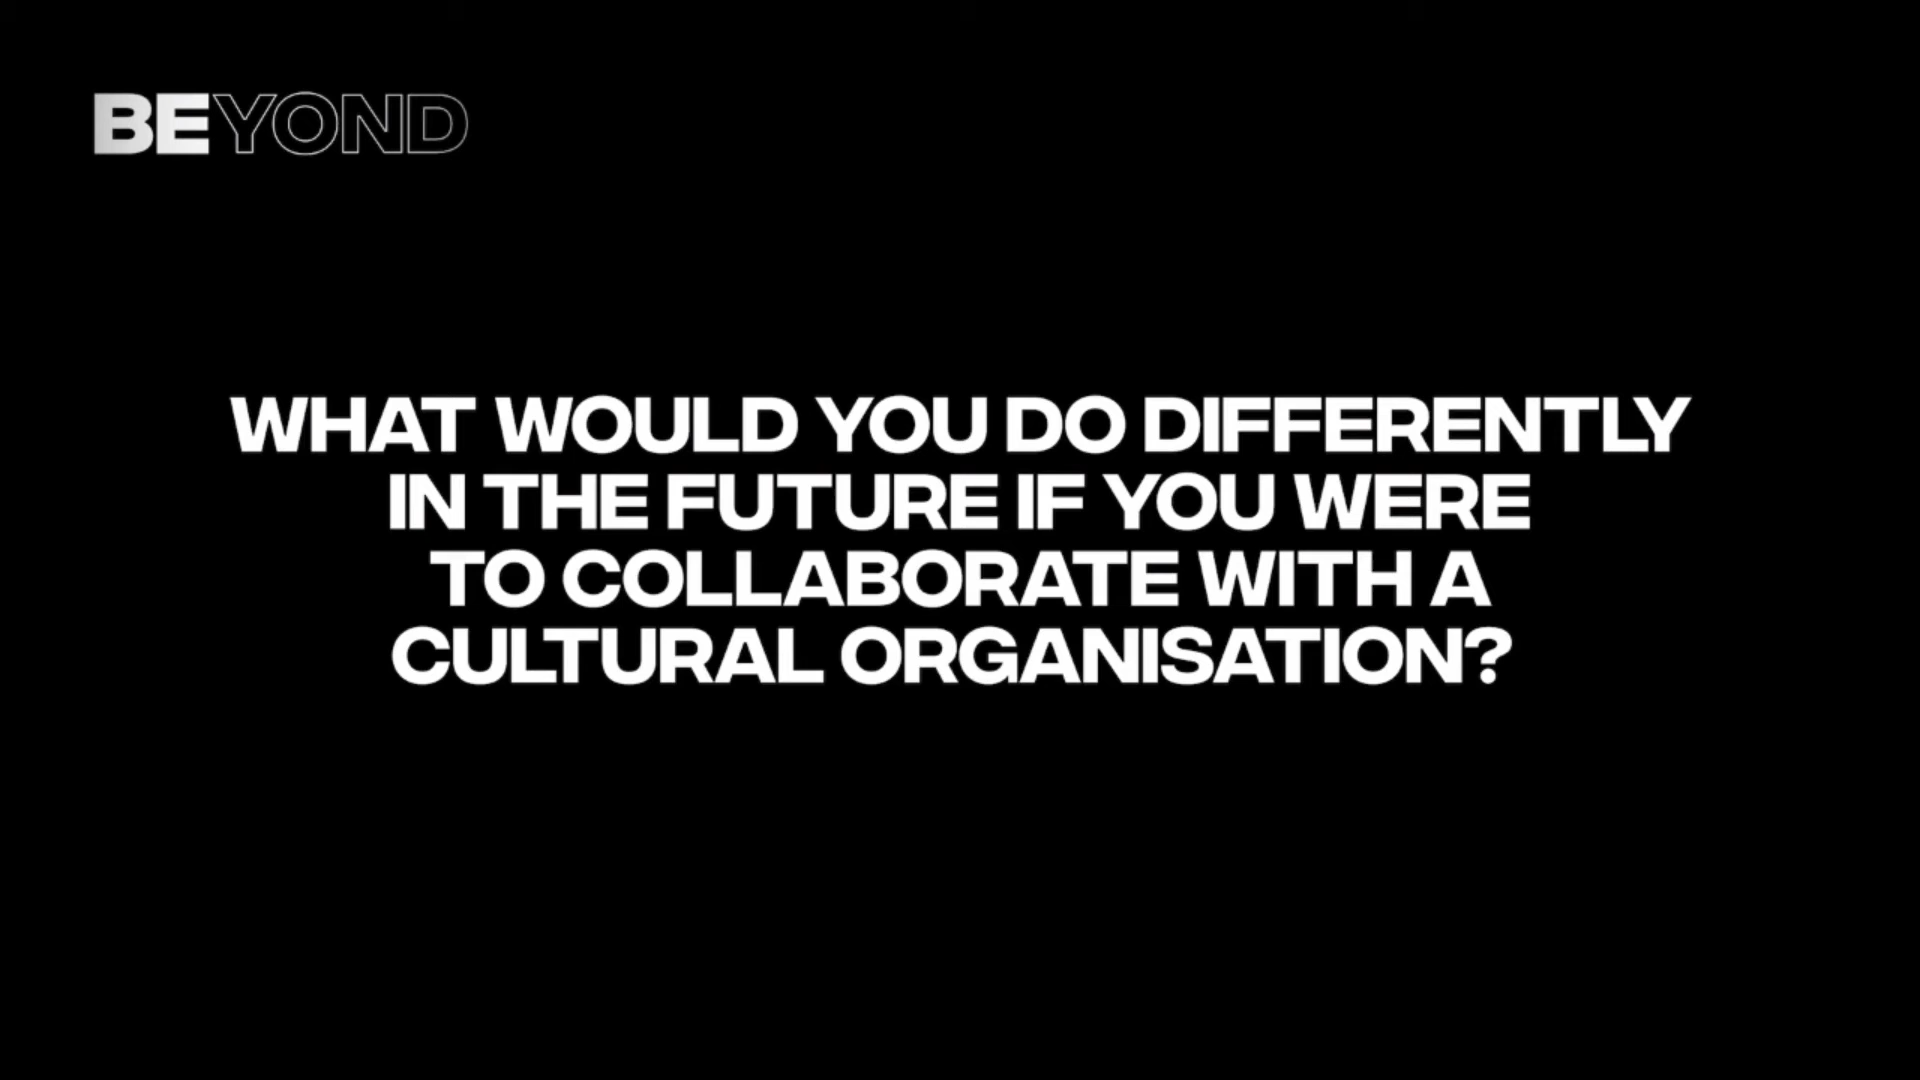 BEYOND
WHAT WOULD YOU DO DIFFERENTLY
IN THE FUTURE IF YOU WERE
TO COLLABORATE WITH A
CULTURAL ORGANISATION?